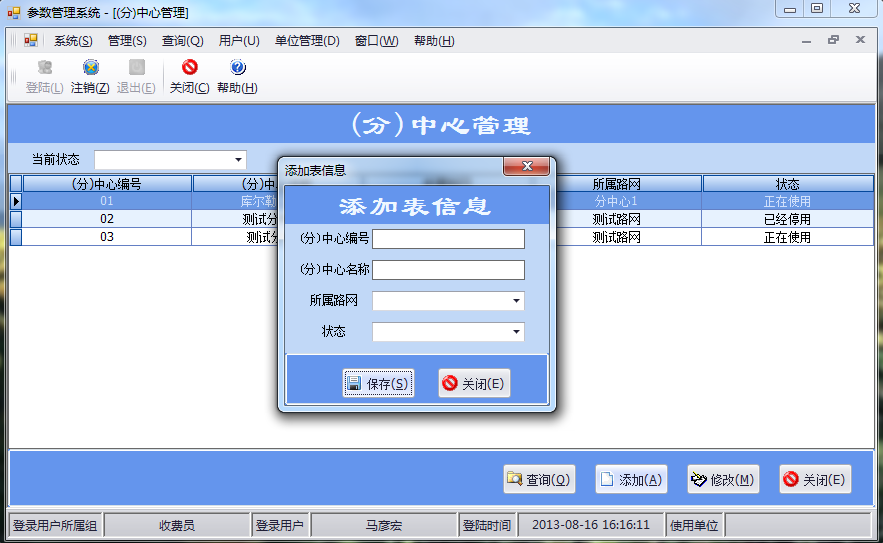 参数管理系统 - [(分)中心管理]
系统(S) 管理(S) 查询(Q) 用户(U) 单位管理(D) 窗口(W) 帮助(H)
登陆(L) 注销(Z) 退出(E) 关闭(C) 帮助(H)
(分)中心管理
当前状态
(分)中心编号 (分)中 所属路网 状态
01 库尔勒 分中心1 正在使用
02 测试分 测试路网 已经停用
03 测试分 测试路网 正在使用
添加表信息
添加表信息
(分)中心编号
(分)中心名称
所属路网
状态
保存(S) 关闭(E)
查询(Q) 添加(A) 修改(M) 关闭(E)
登录用户所属组 收费员 登录用户 马彦宏 登陆时间 2013-08-16 16:16:11 使用单位